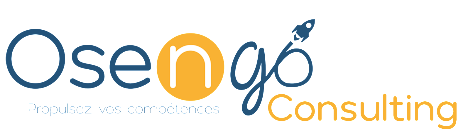 Osengo
Propulsez vos compétences
Consulting